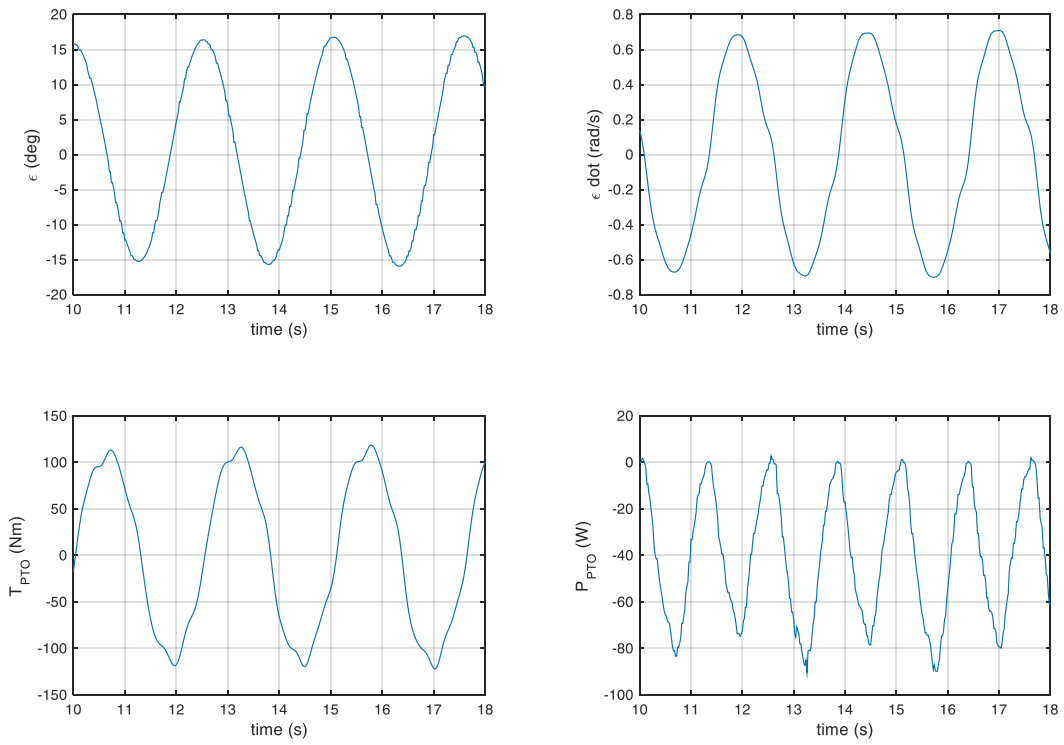 20
15
10
5
0
-5
-10
-15
-20
ϵ (deg)
10 11 12 13 14 15 16 17 18
time (s)
0.8
0.6
0.4
0.2
0
-0.2
-0.4
-0.6
-0.8
ϵ dot (rad/s)
10 11 12 13 14 15 16 17 18
time (s)
150
100
50
0
-50
-100
-150
T_PTO (Nm)
10 11 12 13 14 15 16 17 18
time (s)
20
0
-20
-40
-60
-80
-100
P_PTO (W)
10 11 12 13 14 15 16 17 18
time (s)